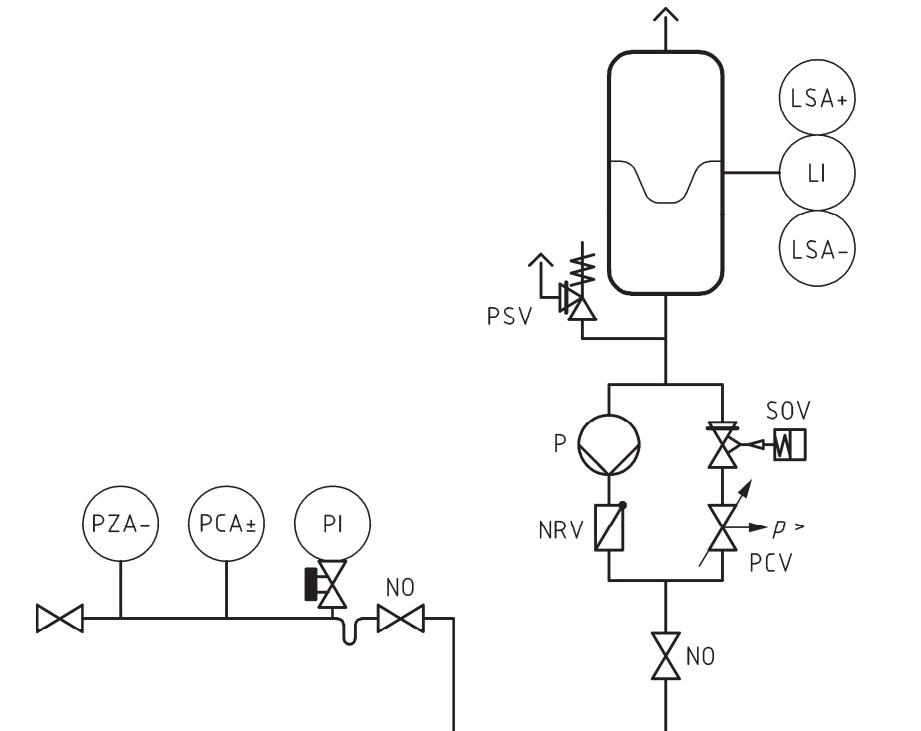 LSA+
LI
LSA-
PSV
SOV
P
NRV
p >
PCV
PZA-
PCA±
PI
NO
NO